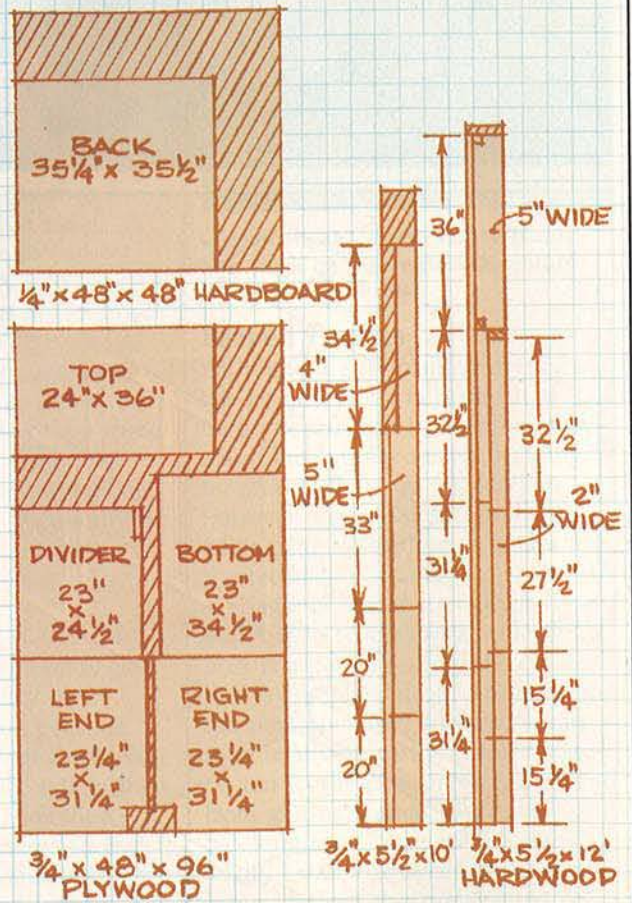 BACK
35¼" x 35½"
¼" x 48" x 48" HARDBOARD
TOP
24" x 36"
DIVIDER
23"
x
24½"
BOTTOM
23"
x
34½"
LEFT
END
23¼"
x
31¼"
RIGHT
END
23¼"
x
31¼"
¾" x 48" x 96"
PLYWOOD
34½"
4"
WIDE
5"
WIDE
33"
20"
20"
¾" x 5½" x 10'
36"
5" WIDE
32½"
31¼"
31¼"
32½"
2"
WIDE
27½"
15¼"
15¼"
¾" x 5½ x 12'
HARDWOOD